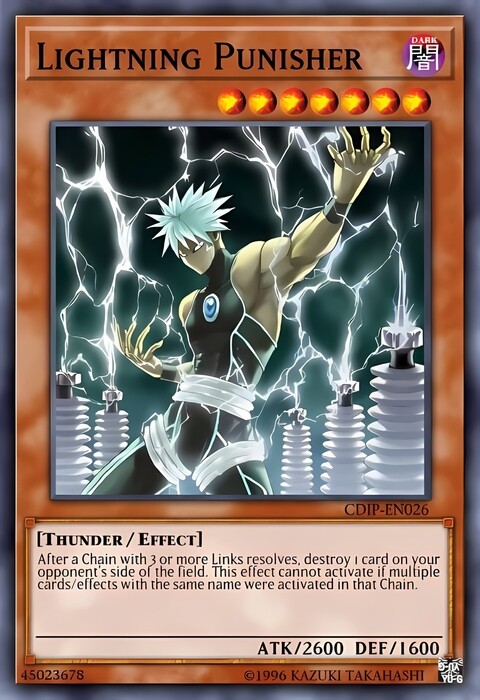 LIGHTNING PUNISHER
DARK
闇
CDIP-EN026
[THUNDER / EFFECT]
After a Chain with 3 or more Links resolves, destroy 1 card on your
opponent's side of the field. This effect cannot activate if multiple
cards/effects with the same name were activated in that Chain.
ATK/2600 DEF/1600
45023678
©1996 KAZUKI TAKAHASHI